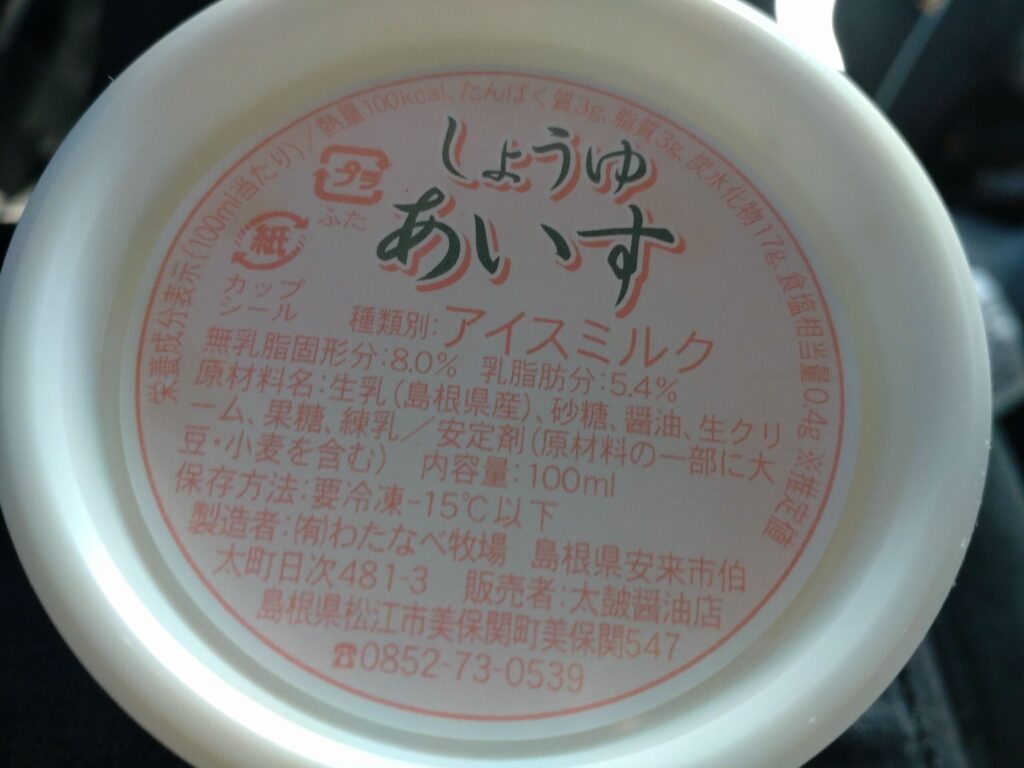 栄養成分表示(100ml当たり)／熱量100kcal、たんぱく質3g、脂質3g、炭水化物17g、食塩相当量0.4g ※推定値
しょうゆ
あいす
プラ
ふた
紙
カップ
シール
種類別:アイスミルク
無乳脂固形分:8.0% 乳脂肪分:5.4%
原材料名:生乳(島根県産)、砂糖、醤油、生クリ
ーム、果糖、練乳／安定剤(原材料の一部に大
豆・小麦を含む) 内容量:100ml
保存方法:要冷凍-15℃以下
製造者:㈲わたなべ牧場 島根県安来市伯
太町日次481-3 販売者:太鼓醤油店
島根県松江市美保関町美保関547
☎0852-73-0539